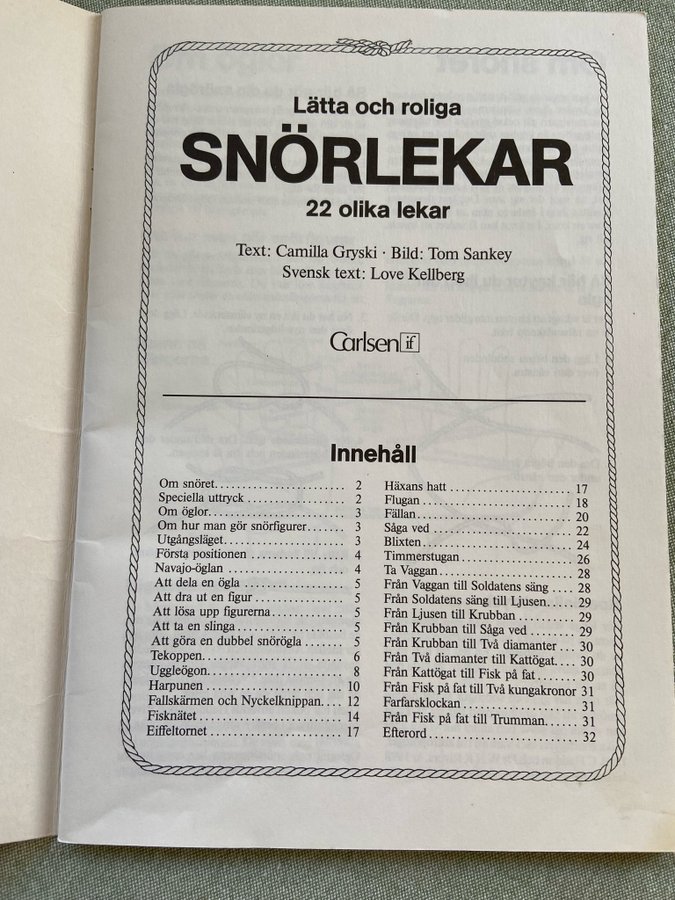 Lätta och roliga
SNÖRLEKAR
22 olika lekar
Text: Camilla Gryski · Bild: Tom Sankey
Svensk text: Love Kellberg
Carlsen if
Innehåll
Om snöret.................. 2
Speciella uttryck.................. 2
Om öglor.................. 3
Om hur man gör snörfigurer....... 3
Utgångsläget.................. 3
Första positionen.................. 4
Navajo-öglan.................. 4
Att dela en ögla.................. 5
Att dra ut en figur.................. 5
Att lösa upp figurerna.............. 5
Att ta en slinga.................. 5
Att göra en dubbel snörögla....... 5
Tekoppen.................. 6
Uggleögon.................. 8
Harpunen.................. 10
Fallskärmen och Nyckelknippan.... 12
Fisknätet.................. 14
Eiffeltornet.................. 17
Häxans hatt.................. 17
Flugan.................. 18
Fällan.................. 20
Såga ved.................. 22
Blixten.................. 24
Timmerstugan.................. 26
Ta Vaggan.................. 28
Från Vaggan till Soldatens säng.... 28
Från Soldatens säng till Ljusen..... 29
Från Ljusen till Krubban........... 29
Från Krubban till Såga ved........ 29
Från Krubban till Två diamanter... 30
Från Två diamanter till Kattögat.... 30
Från Kattögat till Fisk på fat....... 30
Från Fisk på fat till Två kungakronor 31
Farfarsklockan.................. 31
Från Fisk på fat till Trumman....... 31
Efterord.................. 32